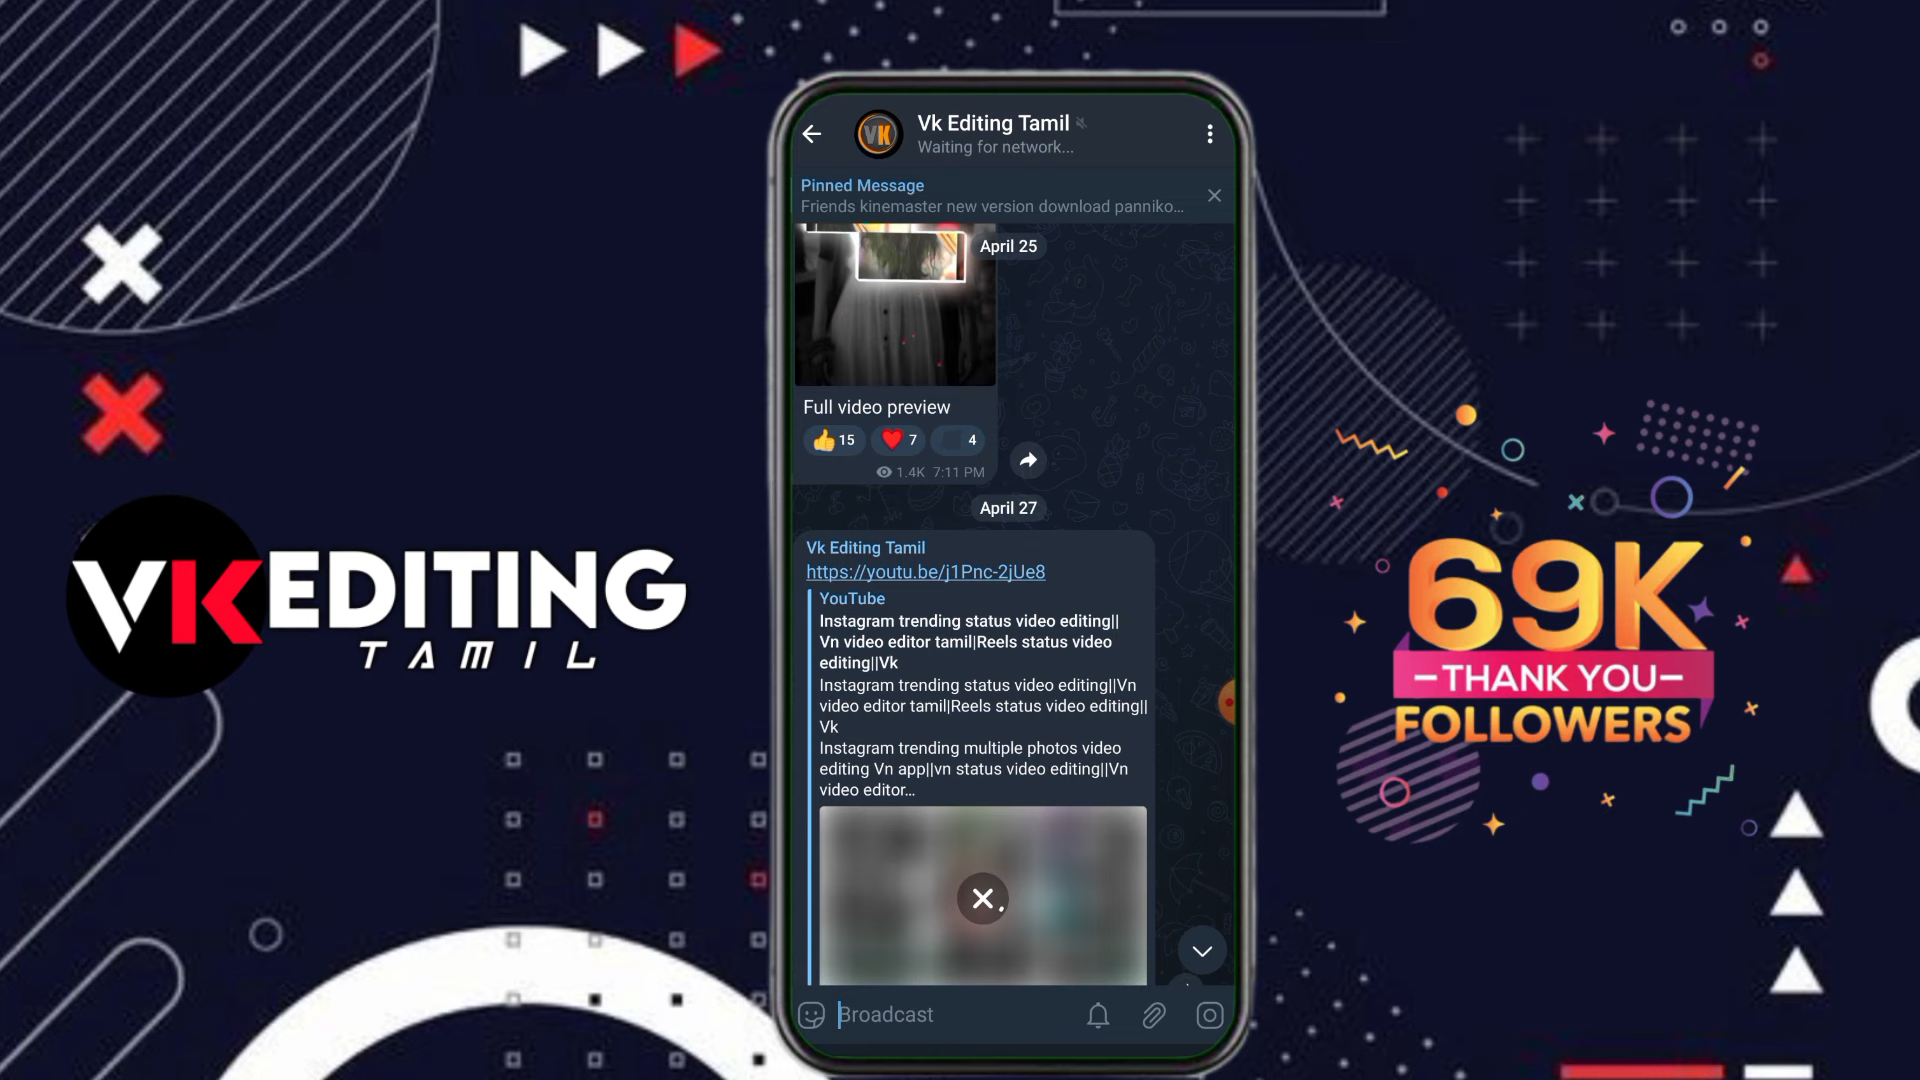 VK EDITING
TAMIL
VK
Vk Editing Tamil
Waiting for network...
Pinned Message
Friends kinemaster new version download panniko...
April 25
Full video preview
👍 15 ❤️ 7 4
1.4K 7:11 PM
April 27
Vk Editing Tamil
https://youtu.be/j1Pnc-2jUe8
YouTube
Instagram trending status video editing||
Vn video editor tamil|Reels status video
editing||Vk
Instagram trending status video editing||Vn
video editor tamil|Reels status video editing||
Vk
Instagram trending multiple photos video
editing Vn app||vn status video editing||Vn
video editor...
Broadcast
69K
-THANK YOU-
FOLLOWERS